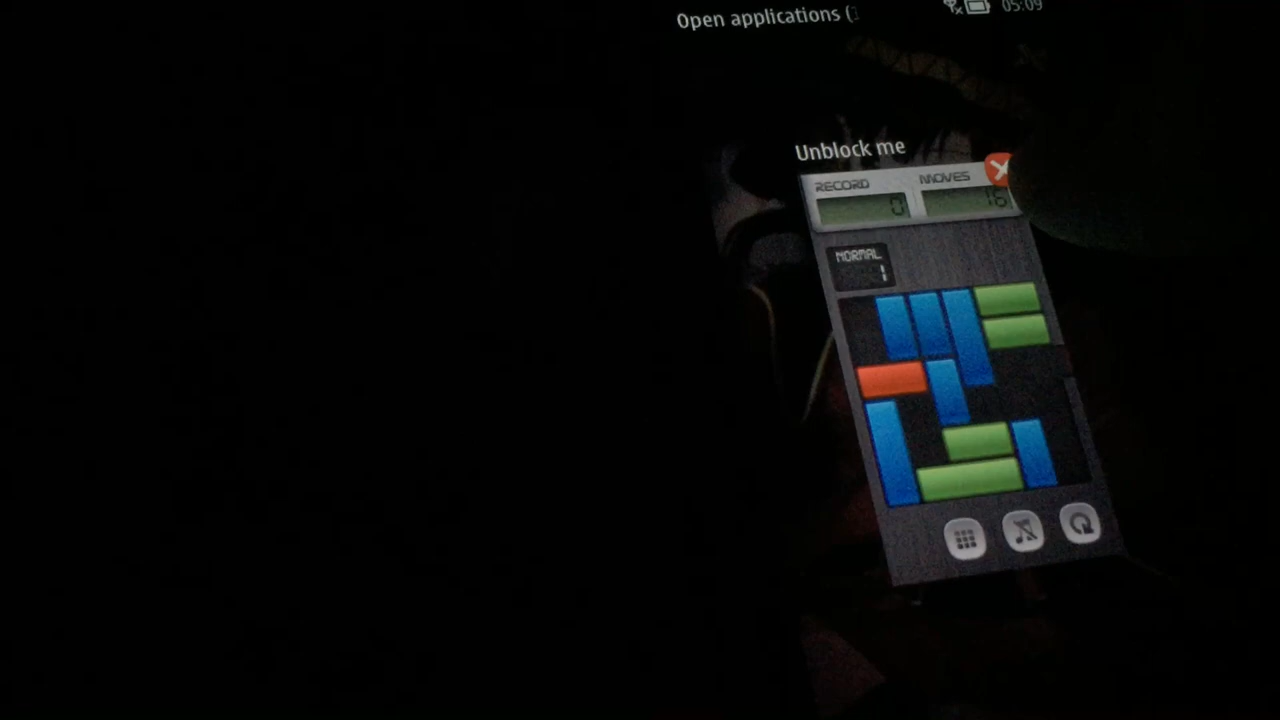 Open applications (
05:09
Unblock me
RECORD MOVES
0 16
NORMAL
1